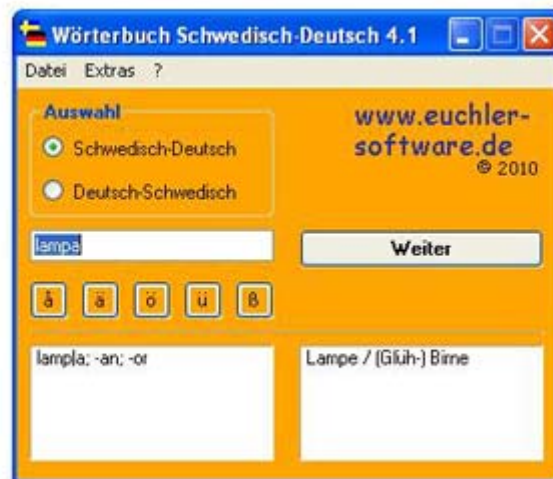 Wörterbuch Schwedisch-Deutsch 4.1
Datei Extras ?
Auswahl
Schwedisch-Deutsch
Deutsch-Schwedisch
www.euchler-
software.de
© 2010
lampa
Weiter
å ä ö ü ß
lamp|a; -an; -or
Lampe / (Glüh-) Birne